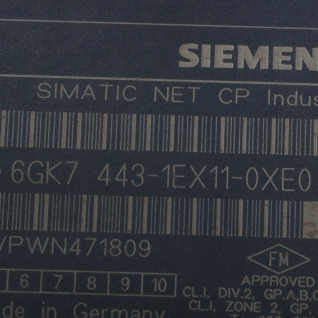 SIEMEN
SIMATIC NET CP Indus
6GK7 443-1EX11-0XE0
VPWN471809
FM
6 7 8 9 10
APPROVED
CL.I, DIV.2, GP.A,B,C
CL.I, ZONE 2, GP.
de in Germany